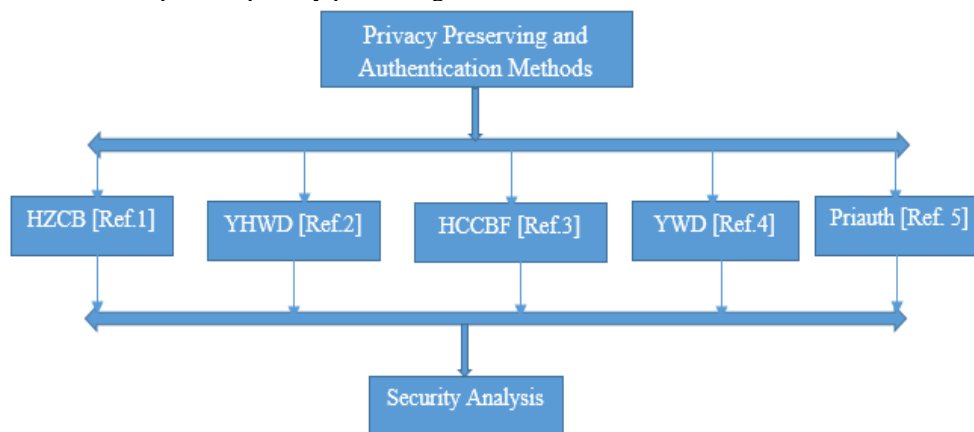 Privacy Preserving and
Authentication Methods
HZCB [Ref.1]
YHWD [Ref.2]
HCCBF [Ref.3]
YWD [Ref.4]
Priauth [Ref. 5]
Security Analysis